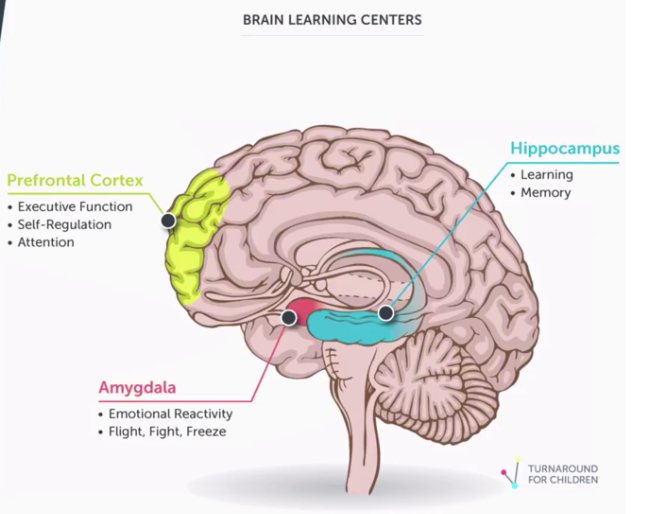 BRAIN LEARNING CENTERS
Hippocampus
• Learning
• Memory
Prefrontal Cortex
• Executive Function
• Self-Regulation
• Attention
Amygdala
• Emotional Reactivity
• Flight, Fight, Freeze
TURNAROUND
FOR CHILDREN